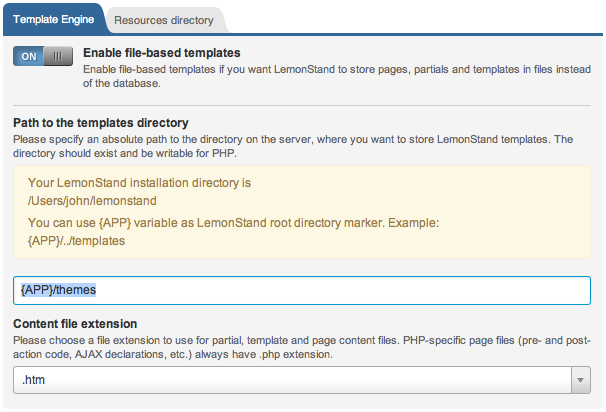 Template Engine
Resources directory
ON
Enable file-based templates
Enable file-based templates if you want LemonStand to store pages, partials and templates in files instead
of the database.
Path to the templates directory
Please specify an absolute path to the directory on the server, where you want to store LemonStand templates. The
directory should exist and be writable for PHP.
Your LemonStand installation directory is
/Users/john/lemonstand
You can use {APP} variable as LemonStand root directory marker. Example:
{APP}/../templates
{APP}/themes
Content file extension
Please choose a file extension to use for partial, template and page content files. PHP-specific page files (pre- and post-
action code, AJAX declarations, etc.) always have .php extension.
.htm